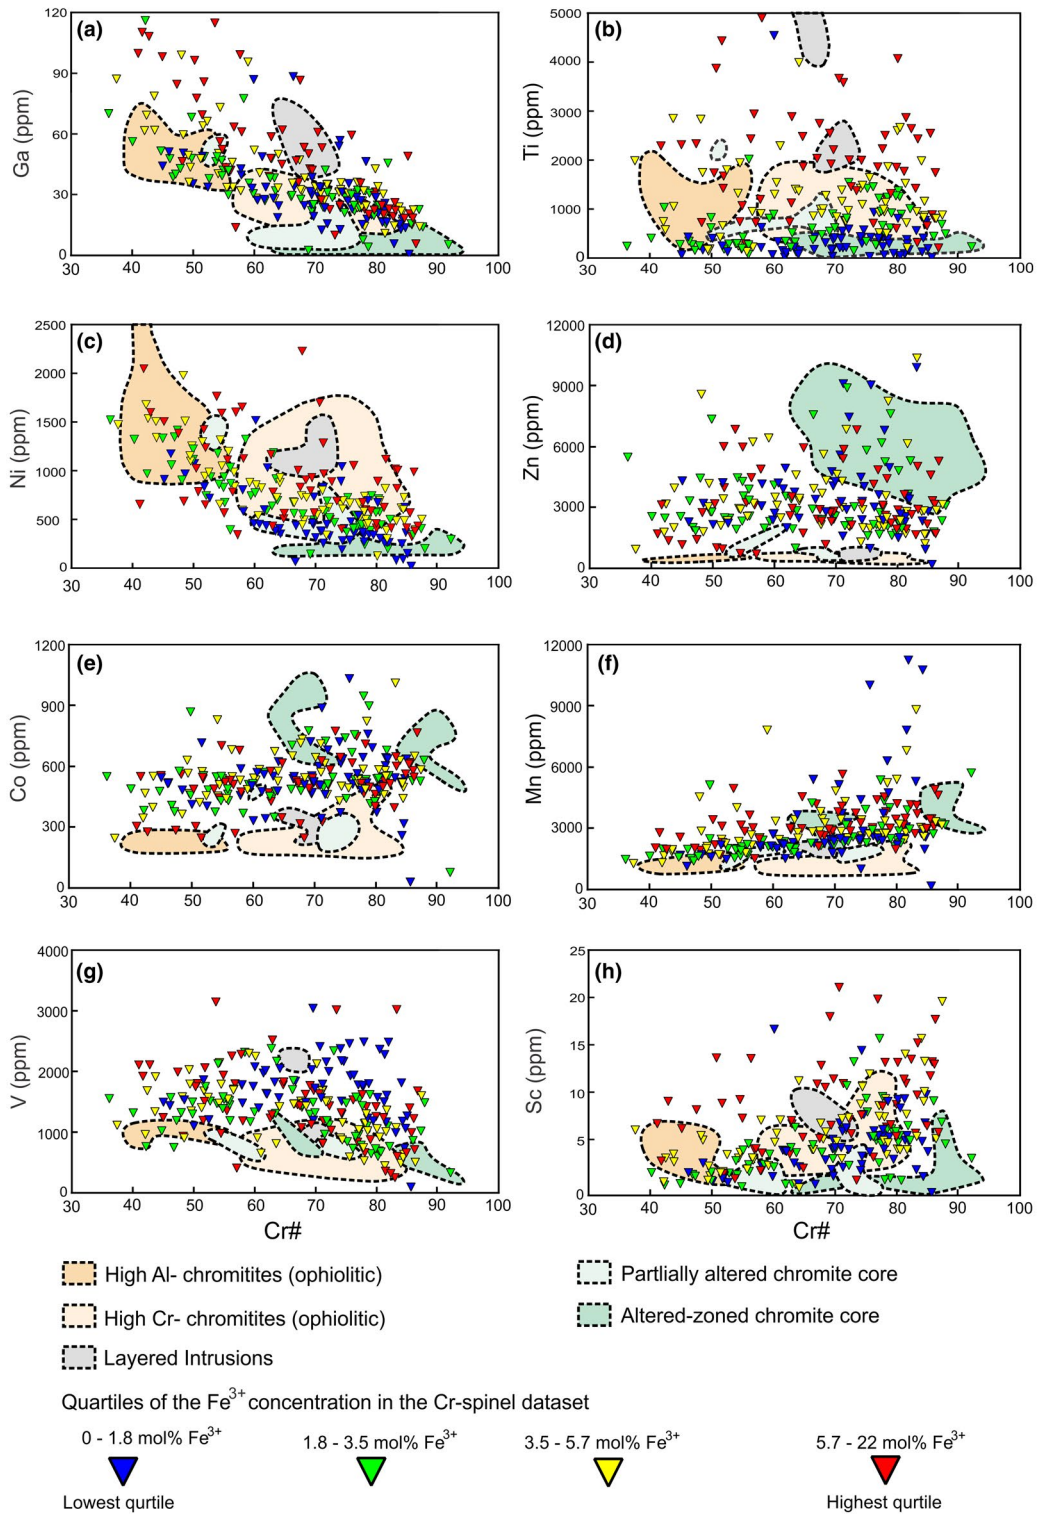 (a)
Ga (ppm)
120
90
60
30
0
30 40 50 60 70 80 90 100
(b)
Ti (ppm)
5000
4000
3000
2000
1000
0
30 40 50 60 70 80 90 100
(c)
Ni (ppm)
2500
2000
1500
1000
500
0
30 40 50 60 70 80 90 100
(d)
Zn (ppm)
12000
9000
6000
3000
0
30 40 50 60 70 80 90 100
(e)
Co (ppm)
1200
900
600
300
0
30 40 50 60 70 80 90 100
(f)
Mn (ppm)
12000
9000
6000
3000
0
30 40 50 60 70 80 90 100
(g)
V (ppm)
4000
3000
2000
1000
0
30 40 50 60 70 80 90 100
Cr#
(h)
Sc (ppm)
25
20
15
10
5
0
30 40 50 60 70 80 90 100
Cr#
High Al- chromitites (ophiolitic)
High Cr- chromitites (ophiolitic)
Layered Intrusions
Partially altered chromite core
Altered-zoned chromite core
Quartiles of the Fe³⁺ concentration in the Cr-spinel dataset
0 - 1.8 mol% Fe³⁺
1.8 - 3.5 mol% Fe³⁺
3.5 - 5.7 mol% Fe³⁺
5.7 - 22 mol% Fe³⁺
Lowest qurtile
Highest qurtile